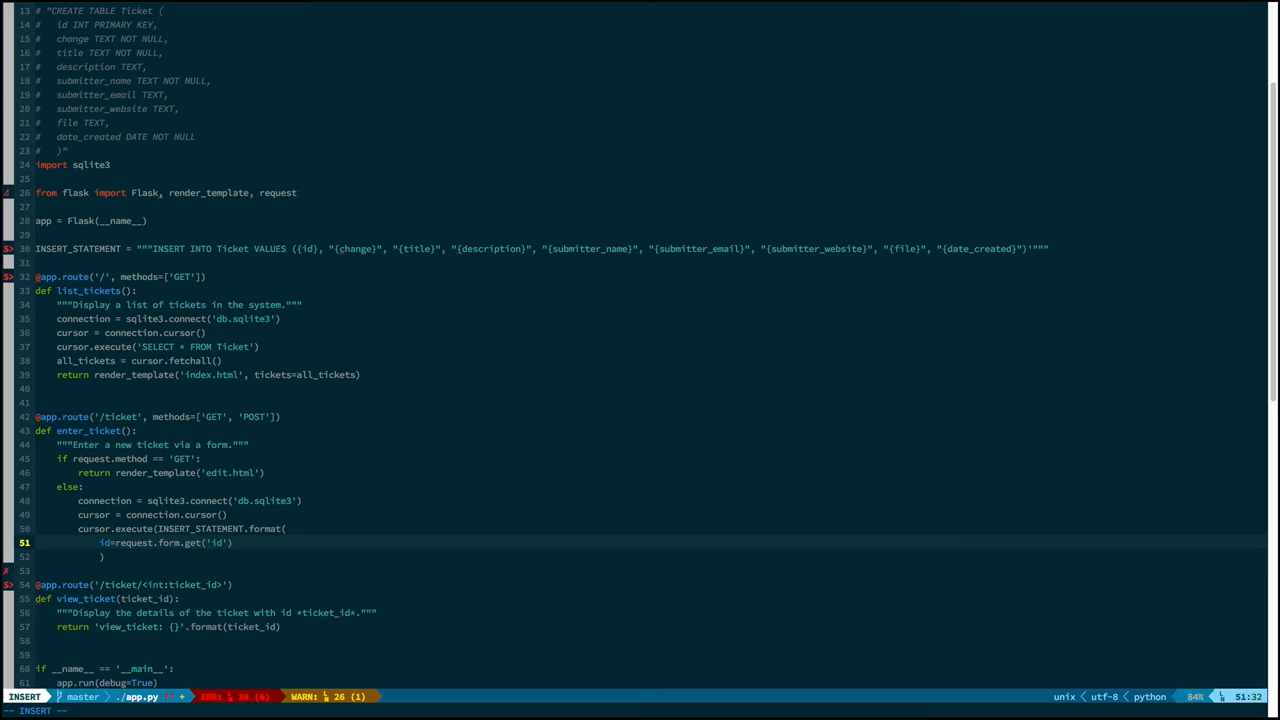 13 # "CREATE TABLE Ticket (
14 #   id INT PRIMARY KEY,
15 #   change TEXT NOT NULL,
16 #   title TEXT NOT NULL,
17 #   description TEXT,
18 #   submitter_name TEXT NOT NULL,
19 #   submitter_email TEXT,
20 #   submitter_website TEXT,
21 #   file TEXT,
22 #   date_created DATE NOT NULL
23 #   )"
24 import sqlite3
25
26 from flask import Flask, render_template, request
27
28 app = Flask(__name__)
29
S> 30 INSERT_STATEMENT = """INSERT INTO Ticket VALUES ({id}, "{change}", "{title}", "{description}", "{submitter_name}", "{submitter_email}", "{submitter_website}", "{file}", "{date_created}")'"""
31
S> 32 @app.route('/', methods=['GET'])
33 def list_tickets():
34     """Display a list of tickets in the system."""
35     connection = sqlite3.connect('db.sqlite3')
36     cursor = connection.cursor()
37     cursor.execute('SELECT * FROM Ticket')
38     all_tickets = cursor.fetchall()
39     return render_template('index.html', tickets=all_tickets)
40
41
42 @app.route('/ticket', methods=['GET', 'POST'])
43 def enter_ticket():
44     """Enter a new ticket via a form."""
45     if request.method == 'GET':
46         return render_template('edit.html')
47     else:
48         connection = sqlite3.connect('db.sqlite3')
49         cursor = connection.cursor()
50         cursor.execute(INSERT_STATEMENT.format(
51             id=request.form.get('id')
52             )
✗ 53
S> 54 @app.route('/ticket/<int:ticket_id>')
55 def view_ticket(ticket_id):
56     """Display the details of the ticket with id *ticket_id*."""
57     return 'view_ticket: {}'.format(ticket_id)
58
59
60 if __name__ == '__main__':
61     app.run(debug=True)
INSERT master ./app.py + ERR: 30 (6) WARN: 26 (1) unix utf-8 python 84% LN 51:32
-- INSERT --